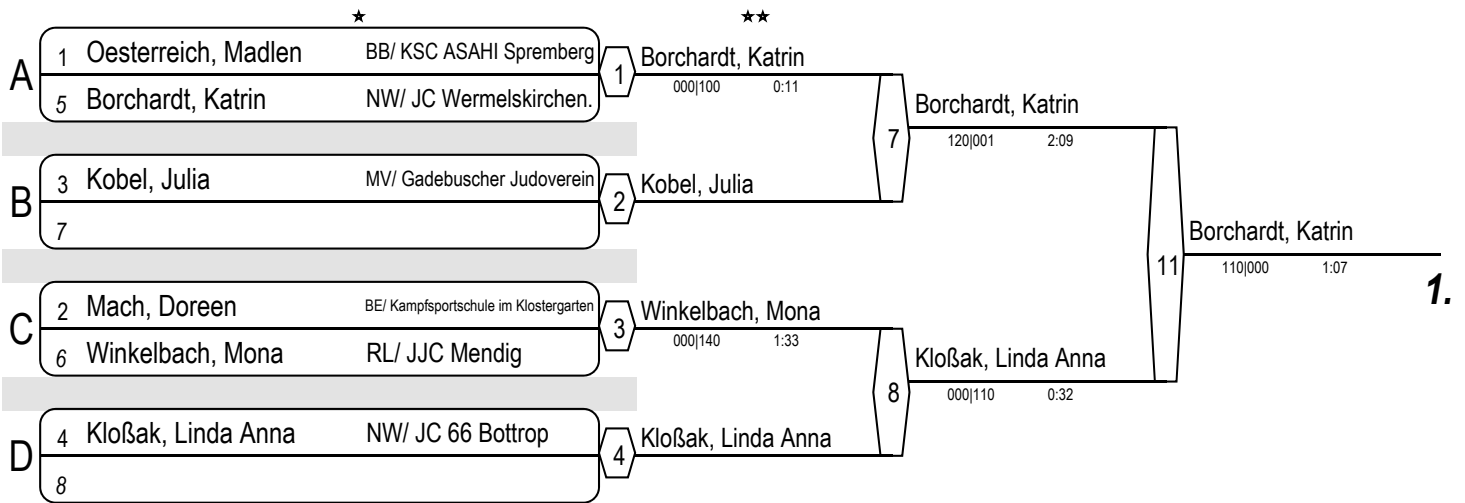 ★ ★★
A
1 Oesterreich, Madlen BB/ KSC ASAHI Spremberg
5 Borchardt, Katrin NW/ JC Wermelskirchen.
1
Borchardt, Katrin
000|100 0:11
B
3 Kobel, Julia MV/ Gadebuscher Judoverein
7
2
Kobel, Julia
7
Borchardt, Katrin
120|001 2:09
C
2 Mach, Doreen BE/ Kampfsportschule im Klostergarten
6 Winkelbach, Mona RL/ JJC Mendig
3
Winkelbach, Mona
000|140 1:33
D
4 Kloßak, Linda Anna NW/ JC 66 Bottrop
8
4
Kloßak, Linda Anna
8
Kloßak, Linda Anna
000|110 0:32
11
Borchardt, Katrin
110|000 1:07
1.